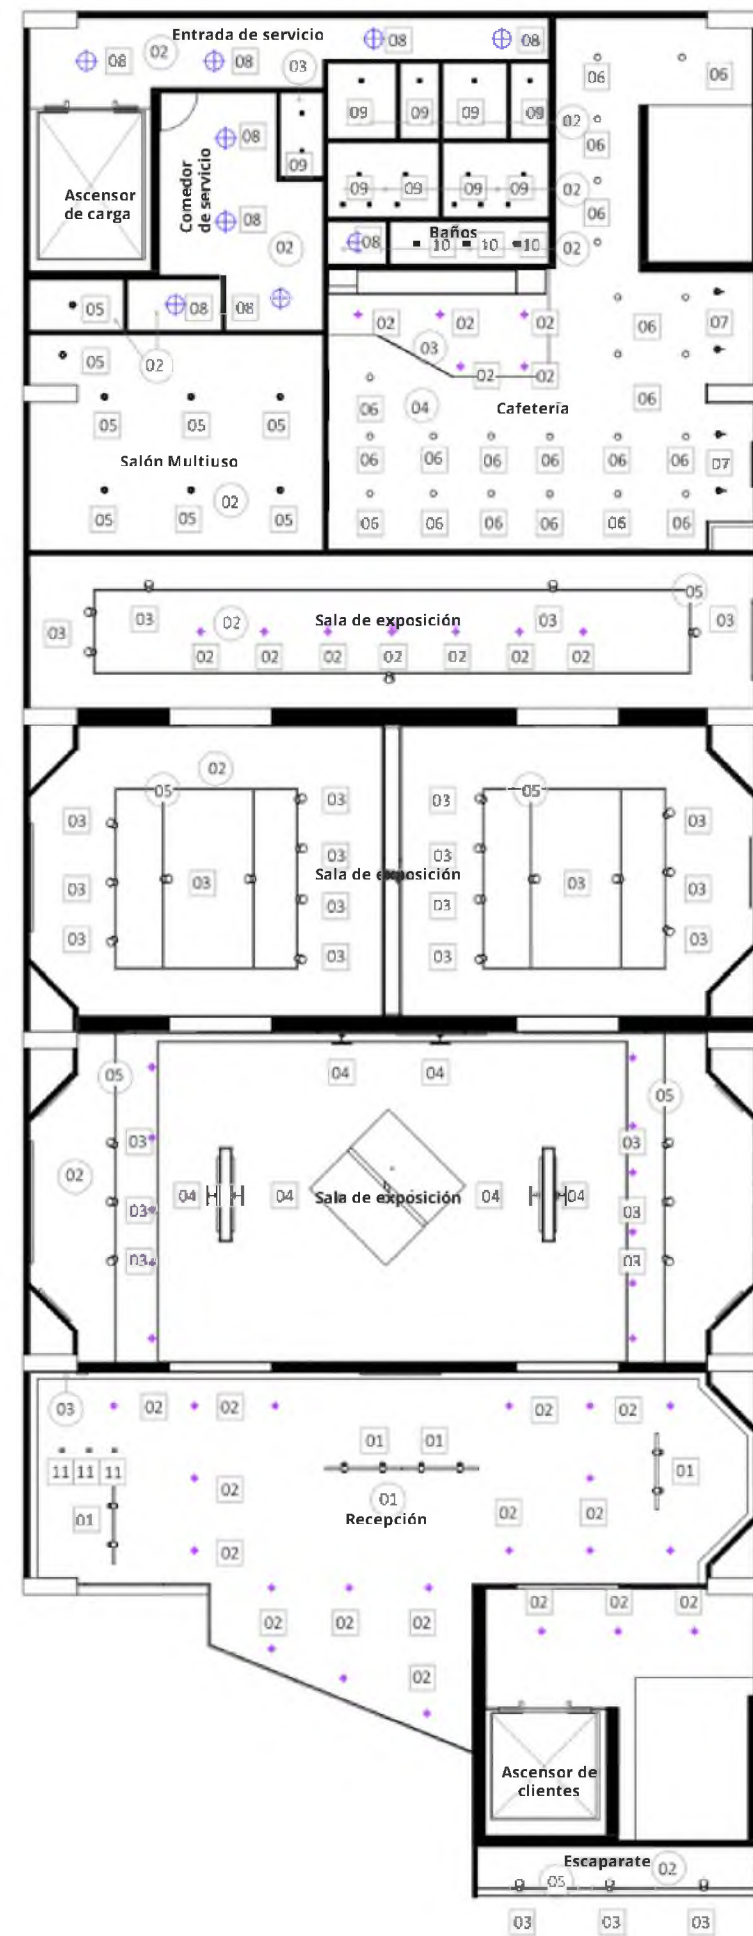 Entrada de servicio
08 02 08 08 08
03 06 06
09 09 09 09 02
08 09 06
Ascensor
de carga
Comedor
de servicio
09 09 09 09 02
08 06
Baños
02 08 10 10 10 02
05 08 08
02 02 02 06 07
05 02 03
02 02 06
06 04 Cafetería
05 05 05
06 06 06 06 06 06 07
Salón Multiuso
02
05 05 05
06 06 06 06 06 06
05
03 03 02 Sala de exposición 03 03
02 02 02 02 02 02 02
02
05 05
03 03 03
03 03
03 03
Sala de exposición
03 03 03 03
03 03
03 03 03 03
03 03
04 04
05 05
03 03
02
04 04 Sala de exposición 04 04
03 03
03 03
03 02 02 02 02
01 01
11 11 11 01
02
01 01
02 02
Recepción
02
02 02 02
02 02 02
02
Ascensor de
clientes
Escaparate 02
05
03 03 03